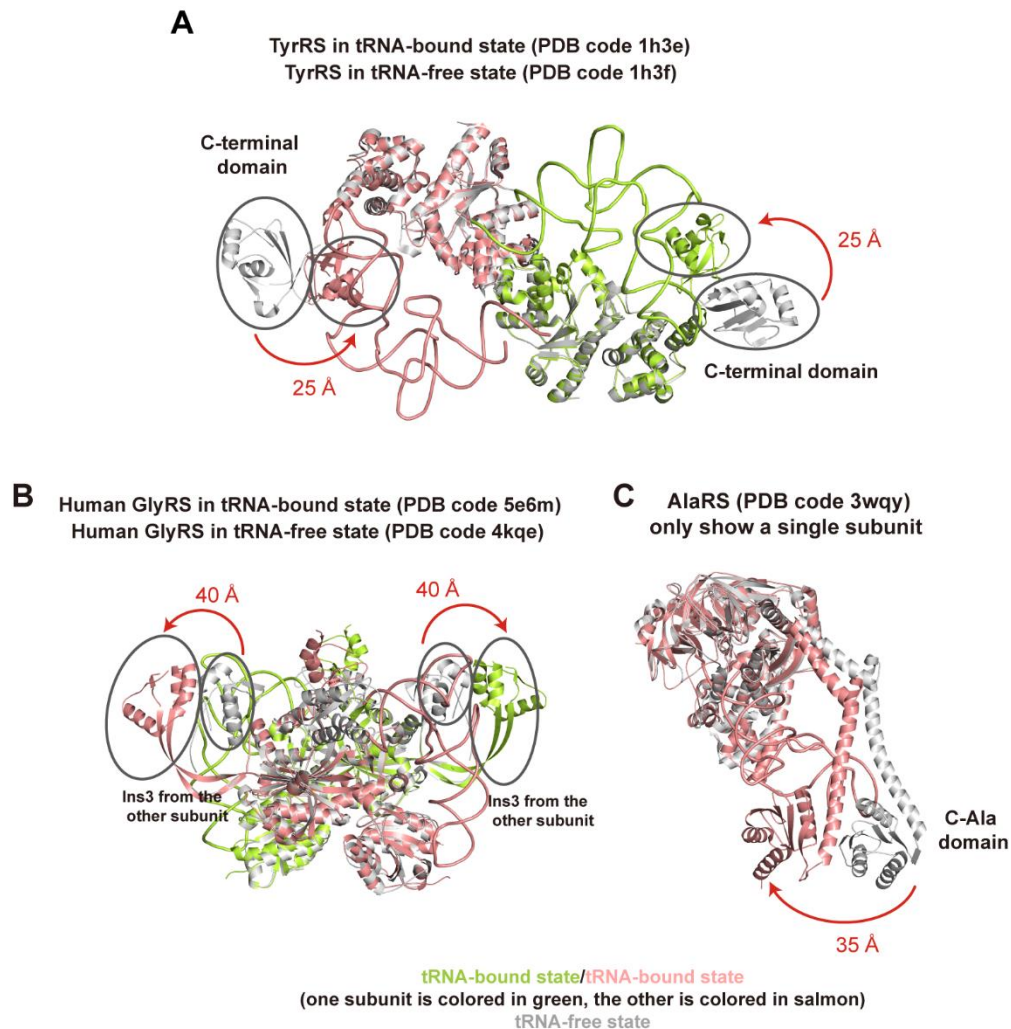 A
TyrRS in tRNA-bound state (PDB code 1h3e)
TyrRS in tRNA-free state (PDB code 1h3f)
C-terminal
domain
25 Å
25 Å
C-terminal domain
B
Human GlyRS in tRNA-bound state (PDB code 5e6m)
Human GlyRS in tRNA-free state (PDB code 4kqe)
40 Å
40 Å
Ins3 from the
other subunit
Ins3 from the
other subunit
C
AlaRS (PDB code 3wqy)
only show a single subunit
C-Ala
domain
35 Å
tRNA-bound state/tRNA-bound state
(one subunit is colored in green, the other is colored in salmon)
tRNA-free state